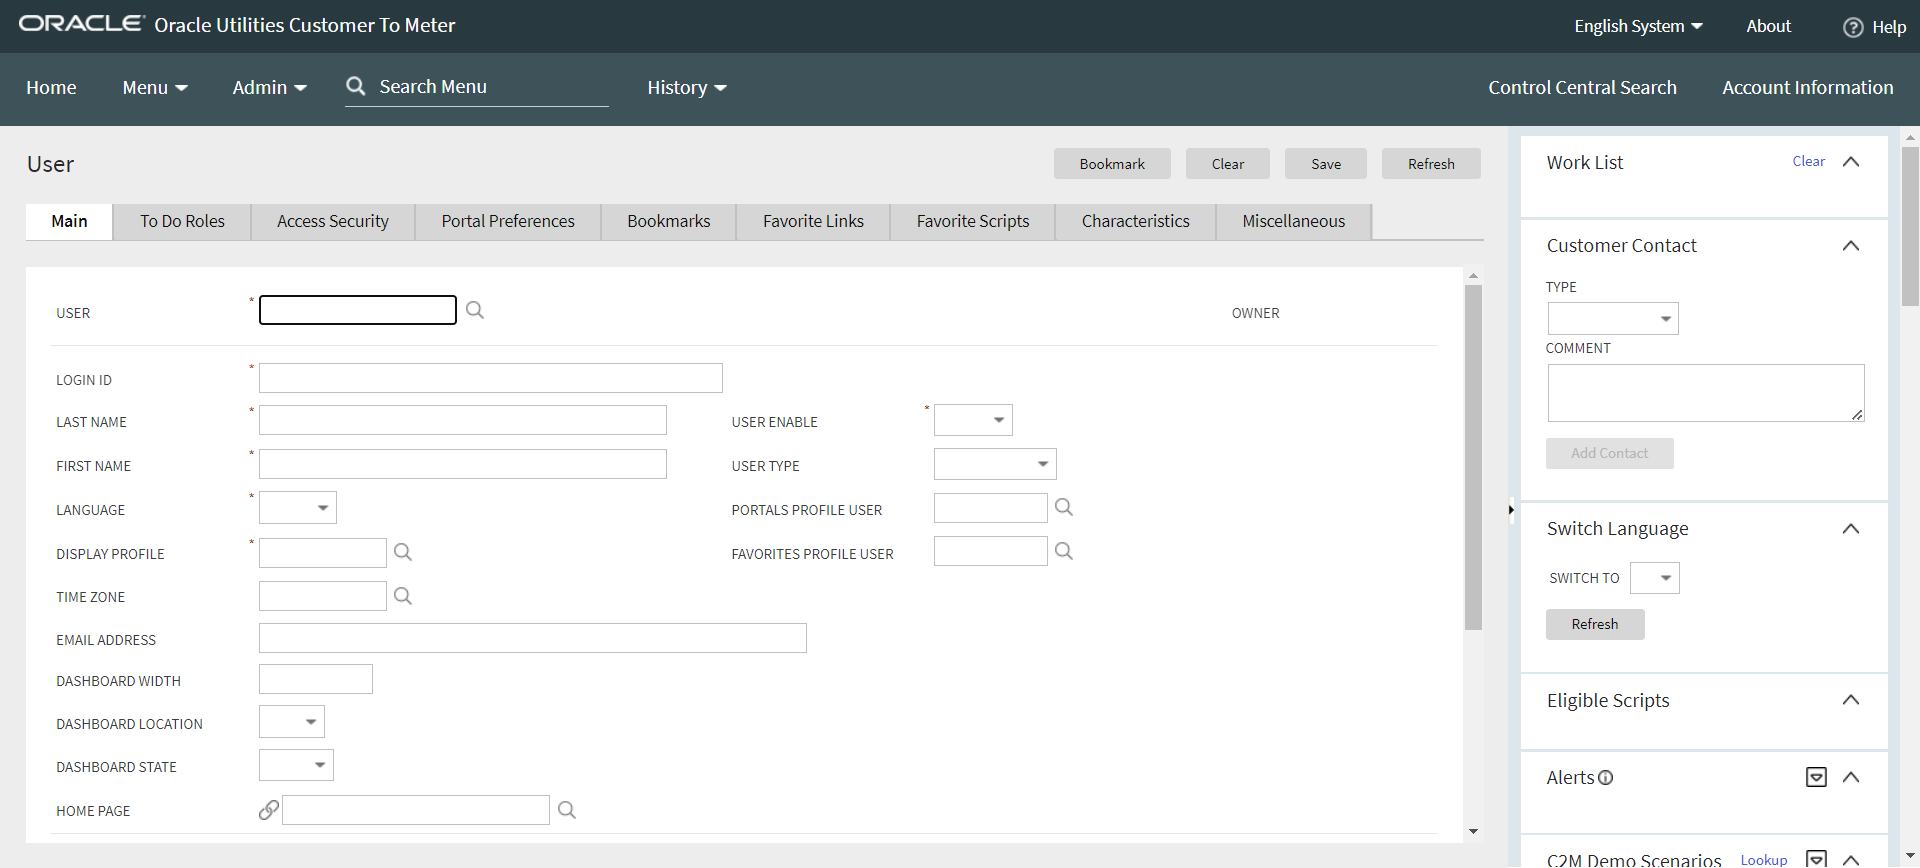 ORACLE Oracle Utilities Customer To Meter English System About Help
Home Menu Admin Search Menu History Control Central Search Account Information
User Bookmark Clear Save Refresh
Main To Do Roles Access Security Portal Preferences Bookmarks Favorite Links Favorite Scripts Characteristics Miscellaneous
USER * OWNER
LOGIN ID *
LAST NAME * USER ENABLE *
FIRST NAME * USER TYPE
LANGUAGE * PORTALS PROFILE USER
DISPLAY PROFILE * FAVORITES PROFILE USER
TIME ZONE
EMAIL ADDRESS
DASHBOARD WIDTH
DASHBOARD LOCATION
DASHBOARD STATE
HOME PAGE
Work List Clear
Customer Contact
TYPE
COMMENT
Add Contact
Switch Language
SWITCH TO
Refresh
Eligible Scripts
Alerts
C2M Demo Scenarios Lookup